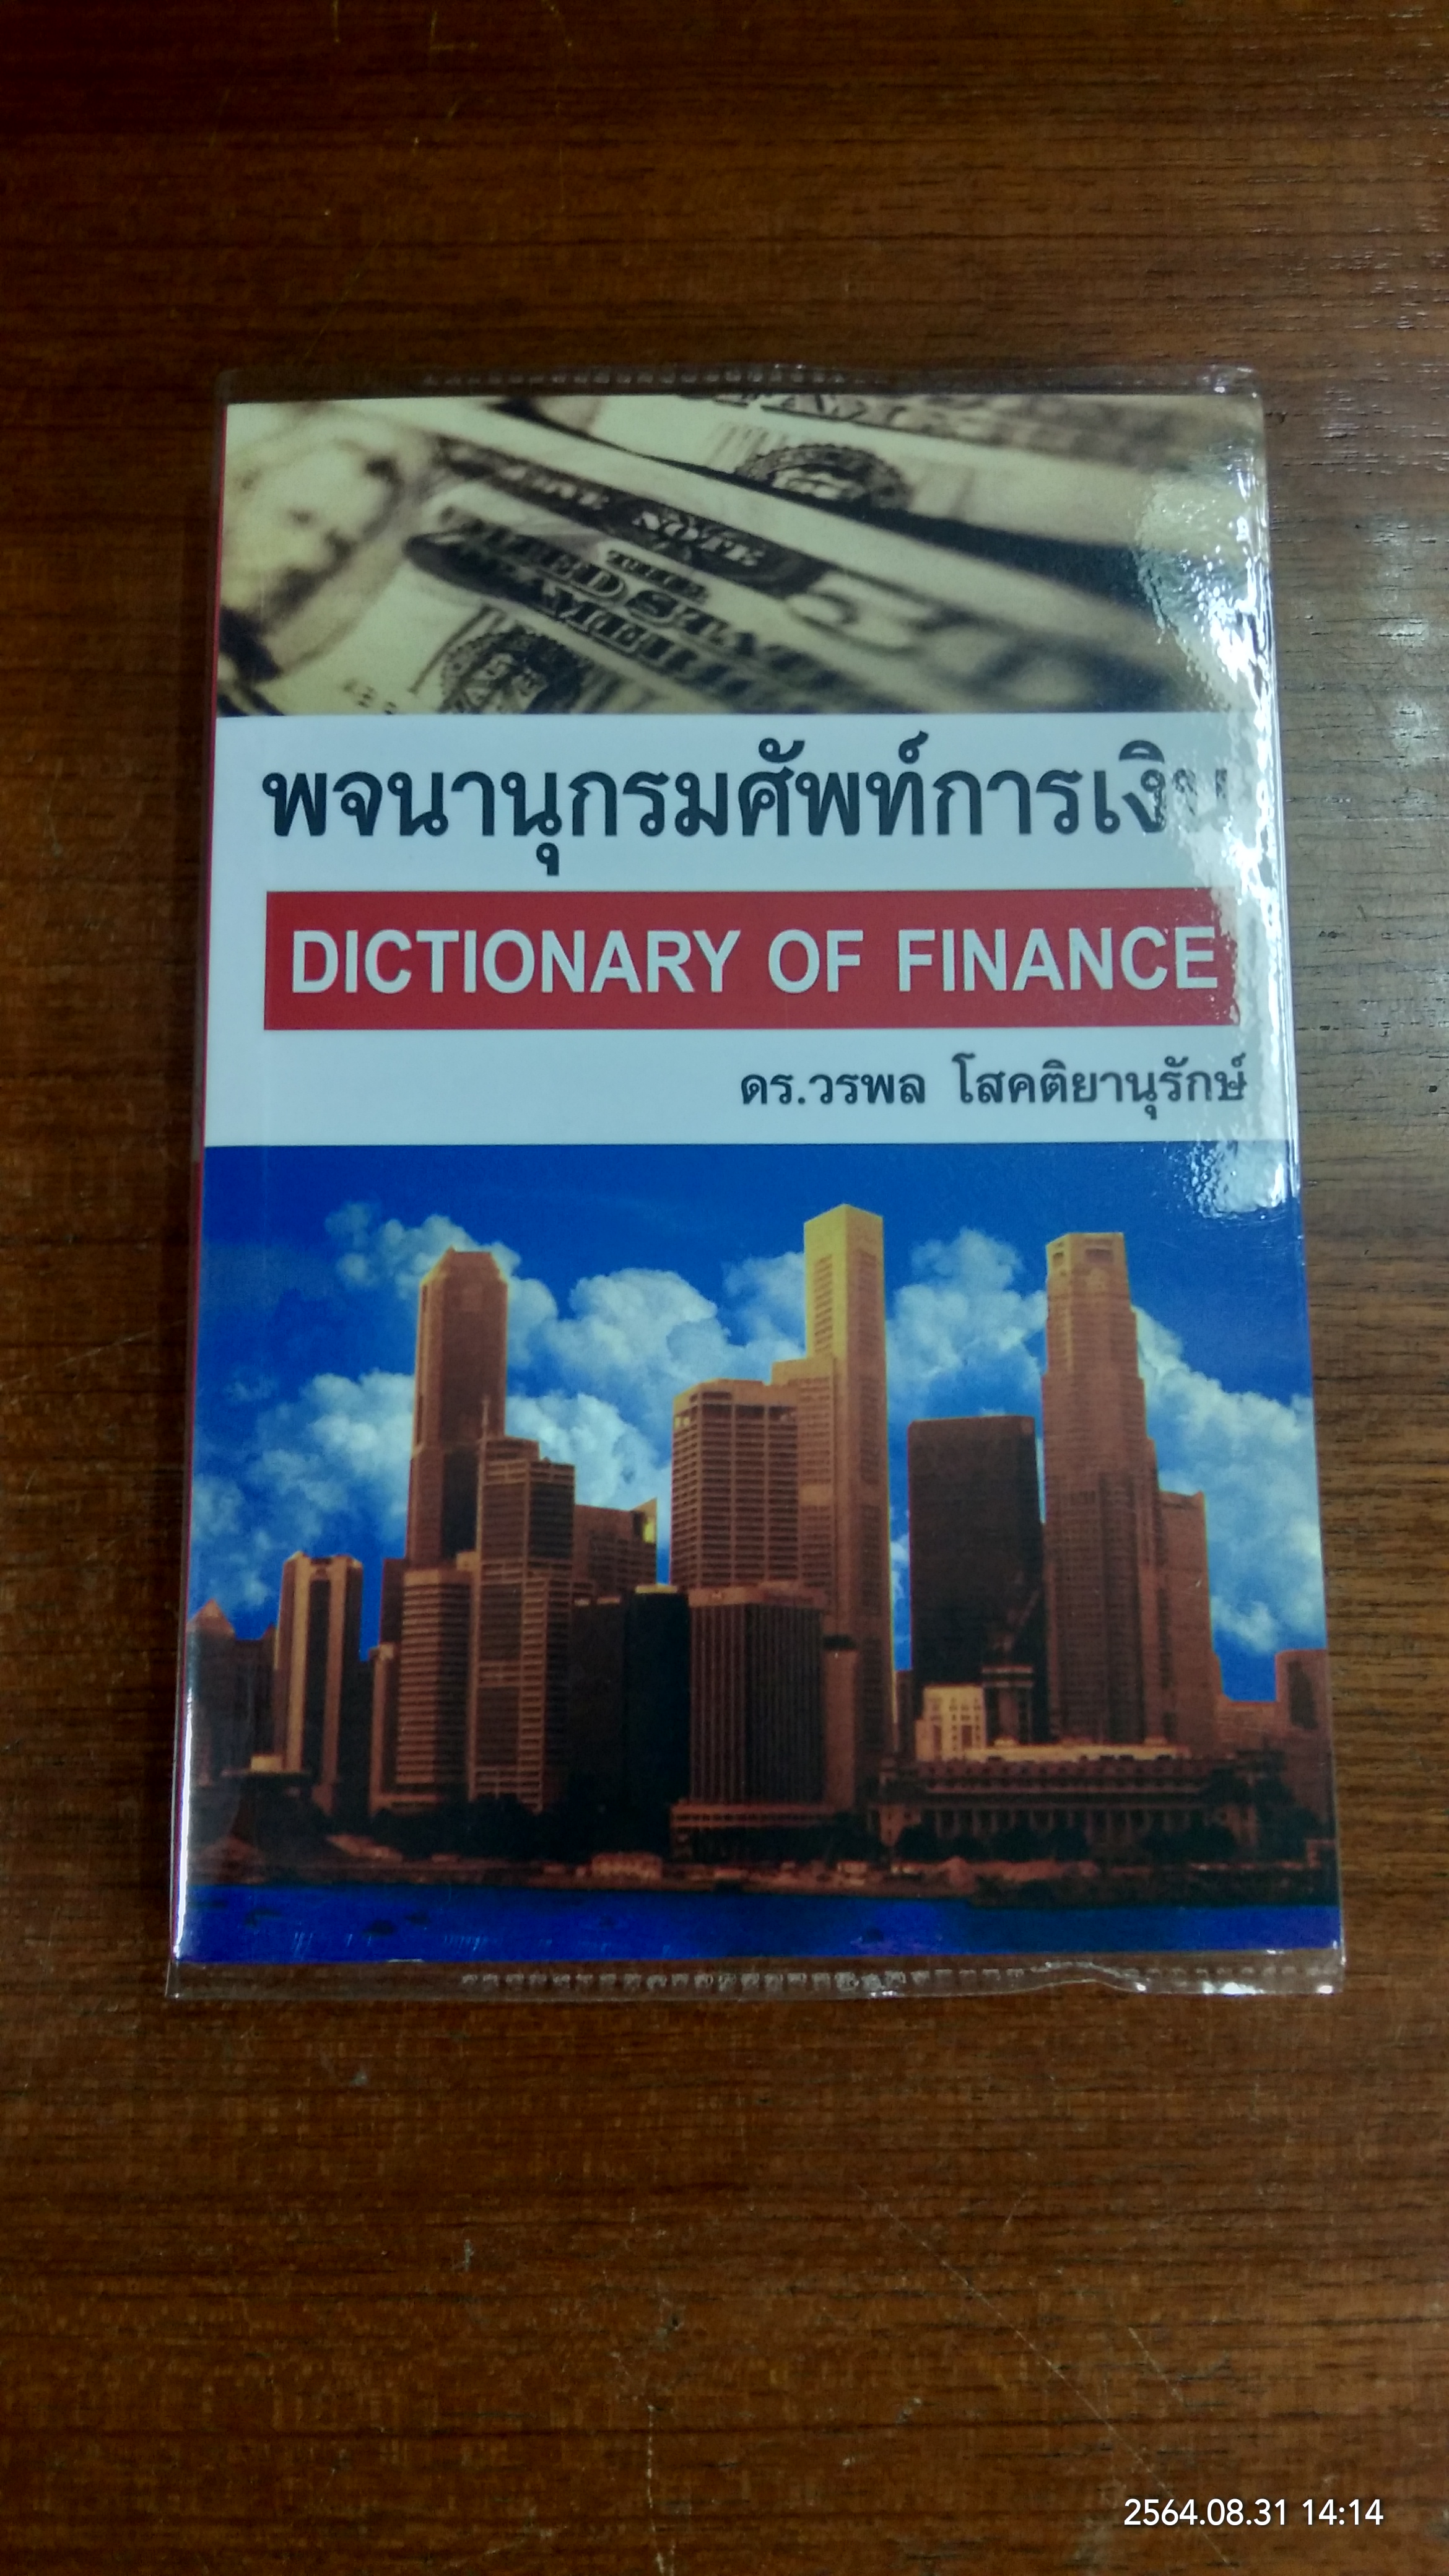 NOTE
พจนานุกรมศัพท์การเงิน
DICTIONARY OF FINANCE
ดร.วรพล โสคติยานุรักษ์
2564.08.31 14:14